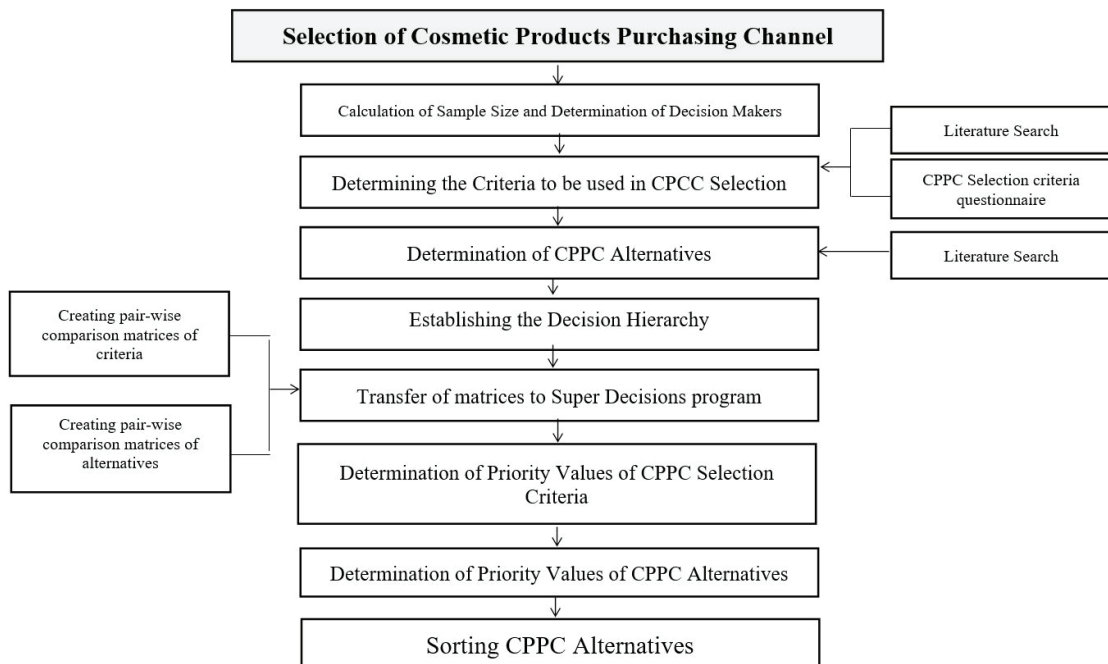 Selection of Cosmetic Products Purchasing Channel
Calculation of Sample Size and Determination of Decision Makers
Literature Search
Determining the Criteria to be used in CPCC Selection
CPPC Selection criteria
questionnaire
Determination of CPPC Alternatives
Literature Search
Creating pair-wise
comparison matrices of
criteria
Establishing the Decision Hierarchy
Transfer of matrices to Super Decisions program
Creating pair-wise
comparison matrices of
alternatives
Determination of Priority Values of CPPC Selection
Criteria
Determination of Priority Values of CPPC Alternatives
Sorting CPPC Alternatives